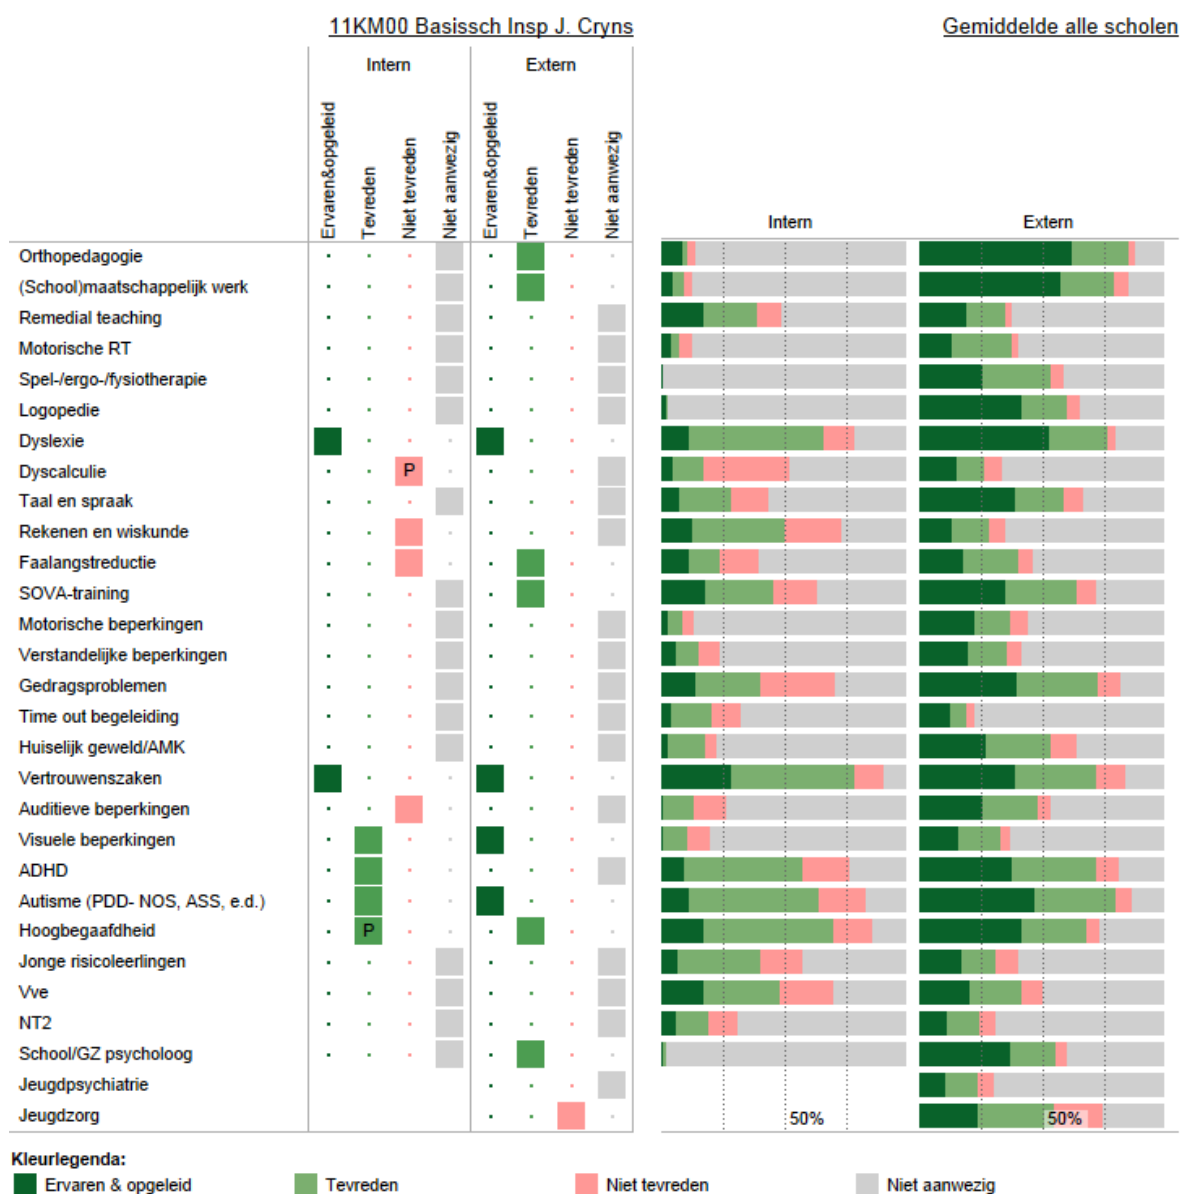 11KM00 Basissch Insp J. Cryns
Gemiddelde alle scholen
Intern
Extern
Ervaren&opgeleid
Tevreden
Niet tevreden
Niet aanwezig
Ervaren&opgeleid
Tevreden
Niet tevreden
Niet aanwezig
Intern
Extern
Orthopedagogie
(School)maatschappelijk werk
Remedial teaching
Motorische RT
Spel-/ergo-/fysiotherapie
Logopedie
Dyslexie
Dyscalculie P
Taal en spraak
Rekenen en wiskunde
Faalangstreductie
SOVA-training
Motorische beperkingen
Verstandelijke beperkingen
Gedragsproblemen
Time out begeleiding
Huiselijk geweld/AMK
Vertrouwenszaken
Auditieve beperkingen
Visuele beperkingen
ADHD
Autisme (PDD- NOS, ASS, e.d.)
Hoogbegaafdheid P
Jonge risicoleerlingen
Vve
NT2
School/GZ psycholoog
Jeugdpsychiatrie
Jeugdzorg 50% 50%
Kleurlegenda:
Ervaren & opgeleid Tevreden Niet tevreden Niet aanwezig